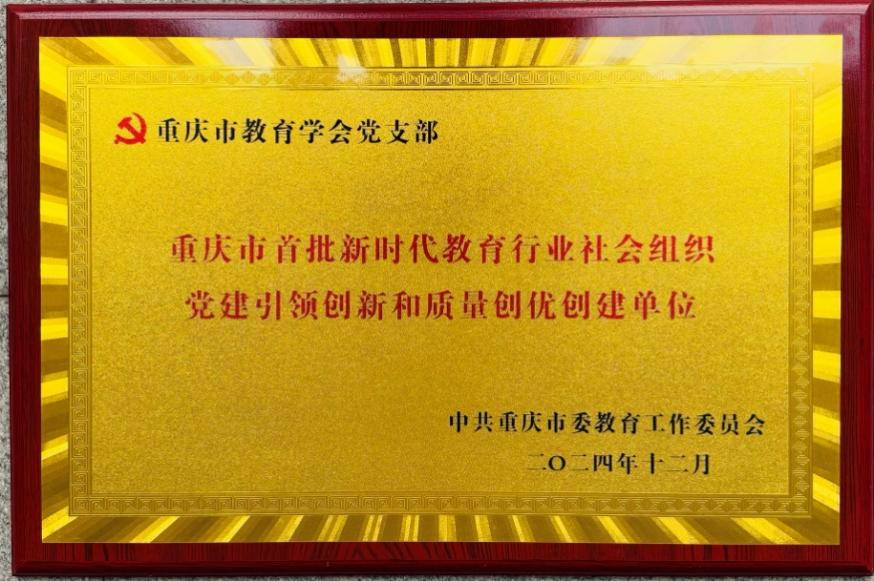 重庆市教育学会党支部
重庆市首批新时代教育行业社会组织
党建引领创新和质量创优创建单位
中共重庆市委教育工作委员会
二〇二四年十二月